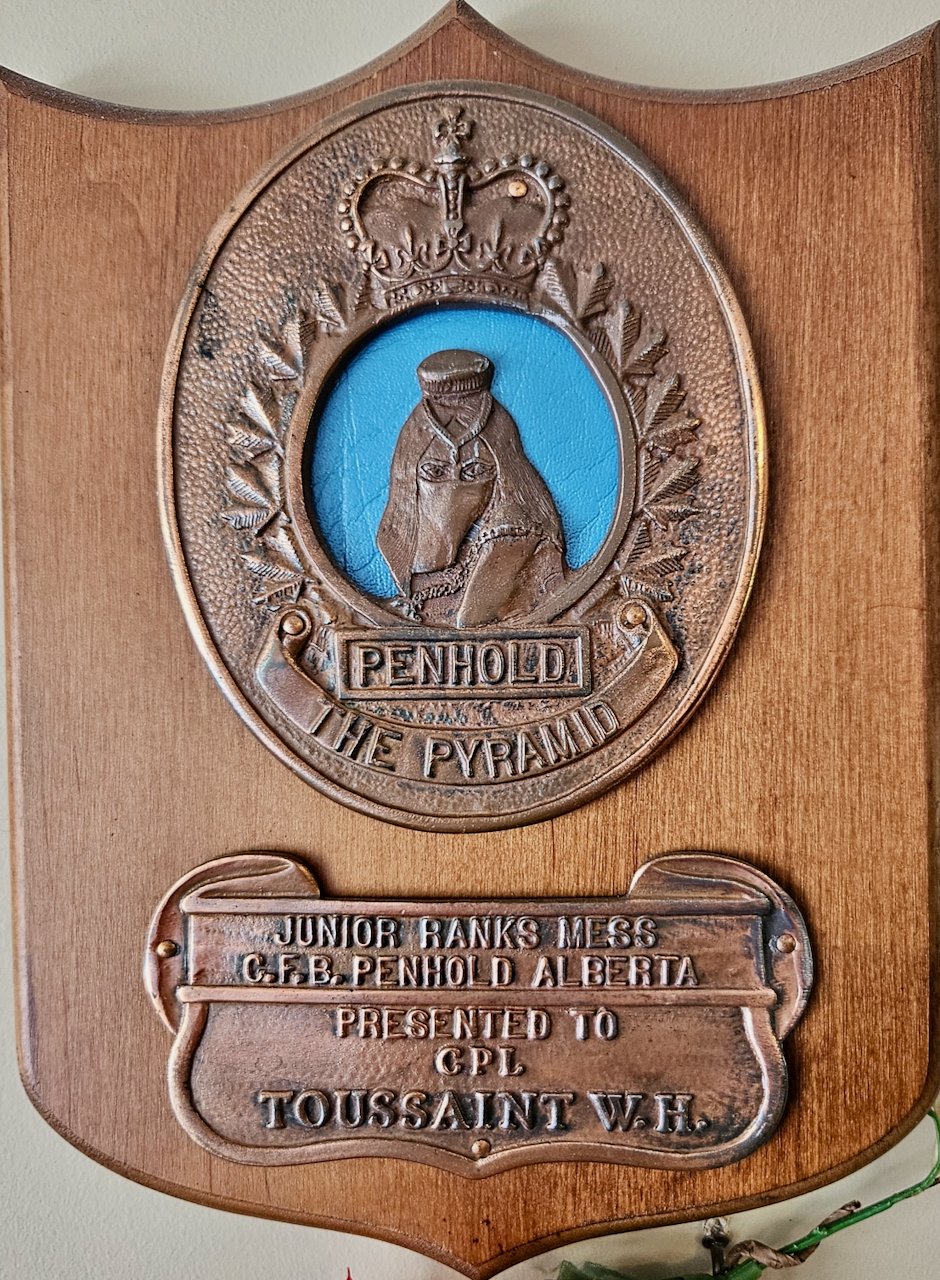 PENHOLD.
THE PYRAMID
JUNIOR RANKS MESS
C.F.B. PENHOLD ALBERTA
PRESENTED TO
CPL
TOUSSAINT W.H.